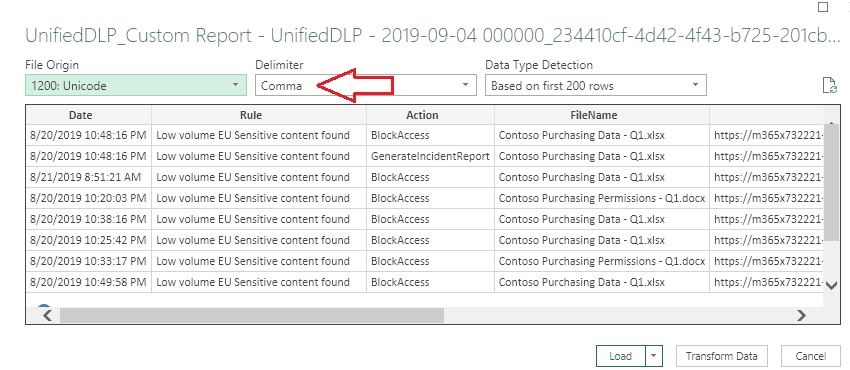 UnifiedDLP_Custom Report - UnifiedDLP - 2019-09-04 000000_234410cf-4d42-4f43-b725-201cb...
File Origin Delimiter Data Type Detection
1200: Unicode Comma Based on first 200 rows
Date Rule Action FileName
8/20/2019 10:48:16 PM Low volume EU Sensitive content found BlockAccess Contoso Purchasing Data - Q1.xlsx https://m365x732221-
8/20/2019 10:48:16 PM Low volume EU Sensitive content found GenerateIncidentReport Contoso Purchasing Data - Q1.xlsx https://m365x732221-
8/21/2019 8:51:21 AM Low volume EU Sensitive content found BlockAccess Contoso Purchasing Data - Q1.xlsx https://m365x732221-
8/20/2019 10:20:03 PM Low volume EU Sensitive content found BlockAccess Contoso Purchasing Permissions - Q1.docx https://m365x732221-
8/20/2019 10:38:16 PM Low volume EU Sensitive content found BlockAccess Contoso Purchasing Data - Q1.xlsx https://m365x732221-
8/20/2019 10:25:42 PM Low volume EU Sensitive content found BlockAccess Contoso Purchasing Data - Q1.xlsx https://m365x732221-
8/20/2019 10:33:17 PM Low volume EU Sensitive content found BlockAccess Contoso Purchasing Permissions - Q1.docx https://m365x732221-
8/20/2019 10:49:58 PM Low volume EU Sensitive content found BlockAccess Contoso Purchasing Data - Q1.xlsx https://m365x732221-
Load Transform Data Cancel